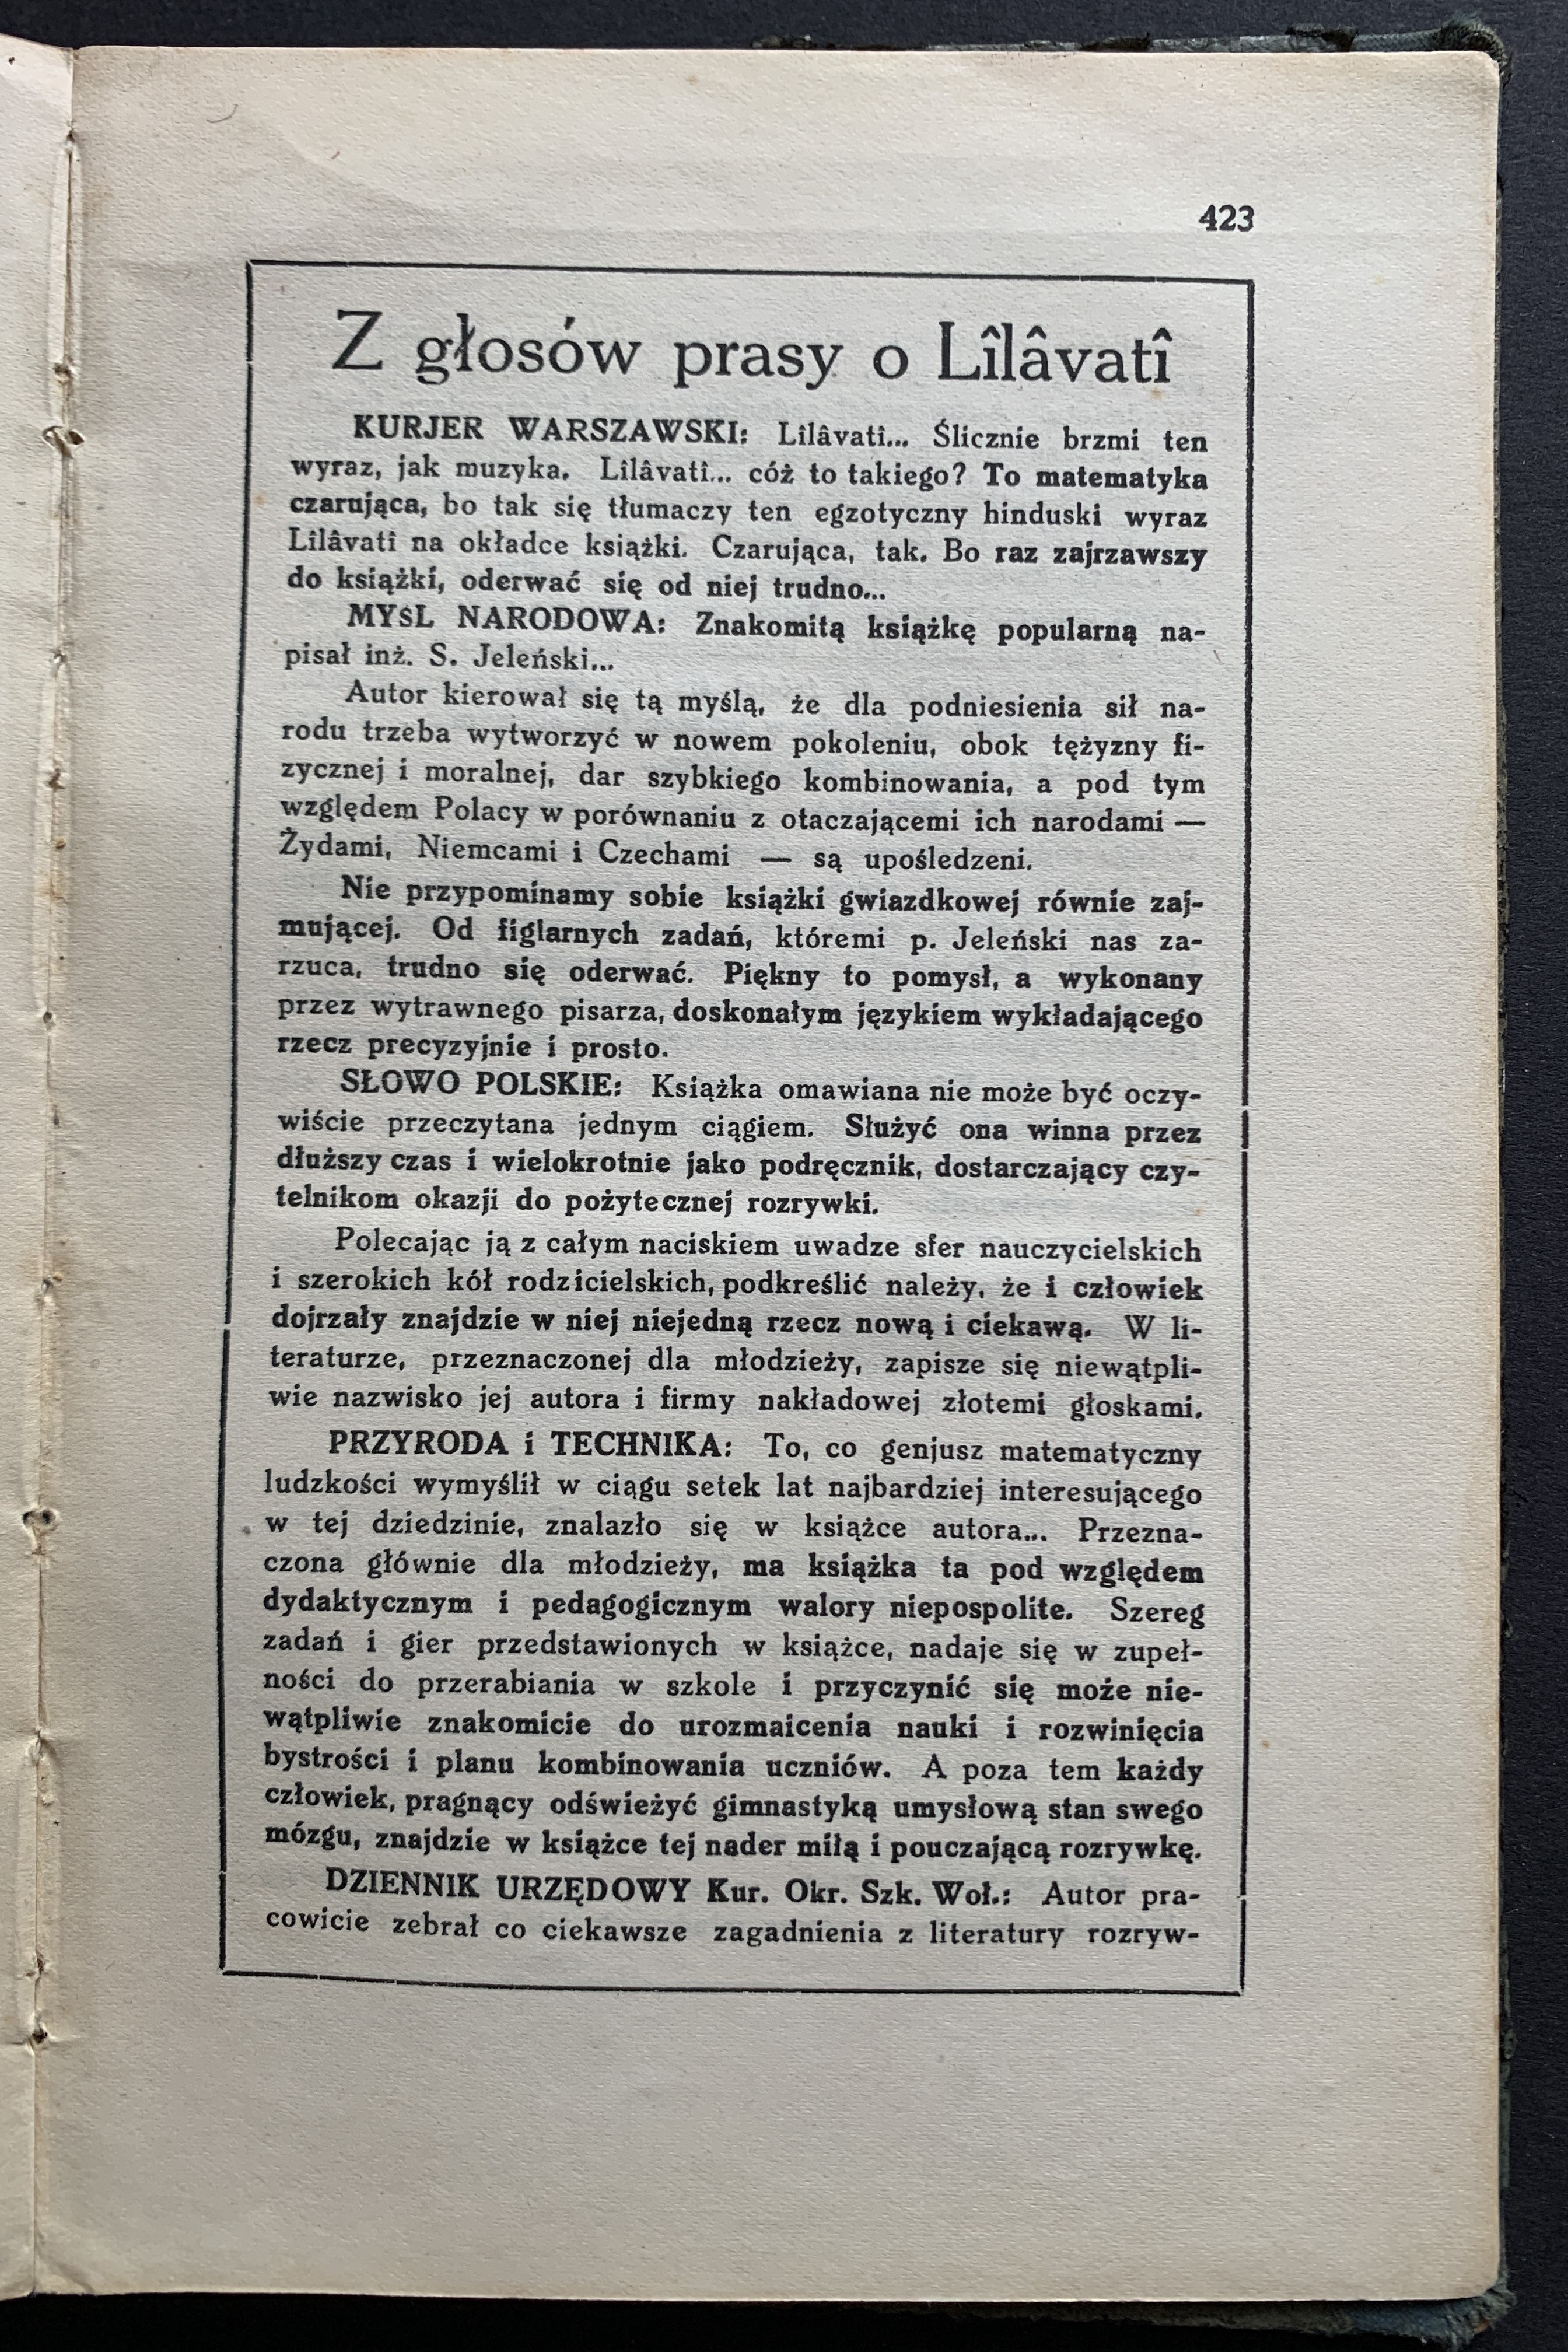 423
Z głosów prasy o Lîlâvatî
KURJER WARSZAWSKI: Lîlâvatî... Ślicznie brzmi ten
wyraz, jak muzyka. Lîlâvatî... cóż to takiego? To matematyka
czarująca, bo tak się tłumaczy ten egzotyczny hinduski wyraz
Lîlâvatî na okładce książki. Czarująca, tak. Bo raz zajrzawszy
do książki, oderwać się od niej trudno...
MYŚL NARODOWA: Znakomitą książkę popularną na-
pisał inż. S. Jeleński...
Autor kierował się tą myślą, że dla podniesienia sił na-
rodu trzeba wytworzyć w nowem pokoleniu, obok tężyzny fi-
zycznej i moralnej, dar szybkiego kombinowania, a pod tym
względem Polacy w porównaniu z otaczającemi ich narodami —
Żydami, Niemcami i Czechami — są upośledzeni.
Nie przypominamy sobie książki gwiazdkowej równie zaj-
mującej. Od figlarnych zadań, któremi p. Jeleński nas za-
rzuca, trudno się oderwać. Piękny to pomysł, a wykonany
przez wytrawnego pisarza, doskonałym językiem wykładającego
rzecz precyzyjnie i prosto.
SŁOWO POLSKIE: Książka omawiana nie może być oczy-
wiście przeczytana jednym ciągiem. Służyć ona winna przez
dłuższy czas i wielokrotnie jako podręcznik, dostarczający czy-
telnikom okazji do pożytecznej rozrywki.
Polecając ją z całym naciskiem uwadze sfer nauczycielskich
i szerokich kół rodzicielskich, podkreślić należy, że i człowiek
dojrzały znajdzie w niej niejedną rzecz nową i ciekawą. W li-
teraturze, przeznaczonej dla młodzieży, zapisze się niewątpli-
wie nazwisko jej autora i firmy nakładowej złotemi głoskami.
PRZYRODA i TECHNIKA: To, co genjusz matematyczny
ludzkości wymyślił w ciągu setek lat najbardziej interesującego
w tej dziedzinie, znalazło się w książce autora... Przezna-
czona głównie dla młodzieży, ma książka ta pod względem
dydaktycznym i pedagogicznym walory niepospolite. Szereg
zadań i gier przedstawionych w książce, nadaje się w zupeł-
ności do przerabiania w szkole i przyczynić się może nie-
wątpliwie znakomicie do urozmaicenia nauki i rozwinięcia
bystrości i planu kombinowania uczniów. A poza tem każdy
człowiek, pragnący odświeżyć gimnastyką umysłową stan swego
mózgu, znajdzie w książce tej nader miłą i pouczającą rozrywkę.
DZIENNIK URZĘDOWY Kur. Okr. Szk. Woł.: Autor pra-
cowicie zebrał co ciekawsze zagadnienia z literatury rozryw-